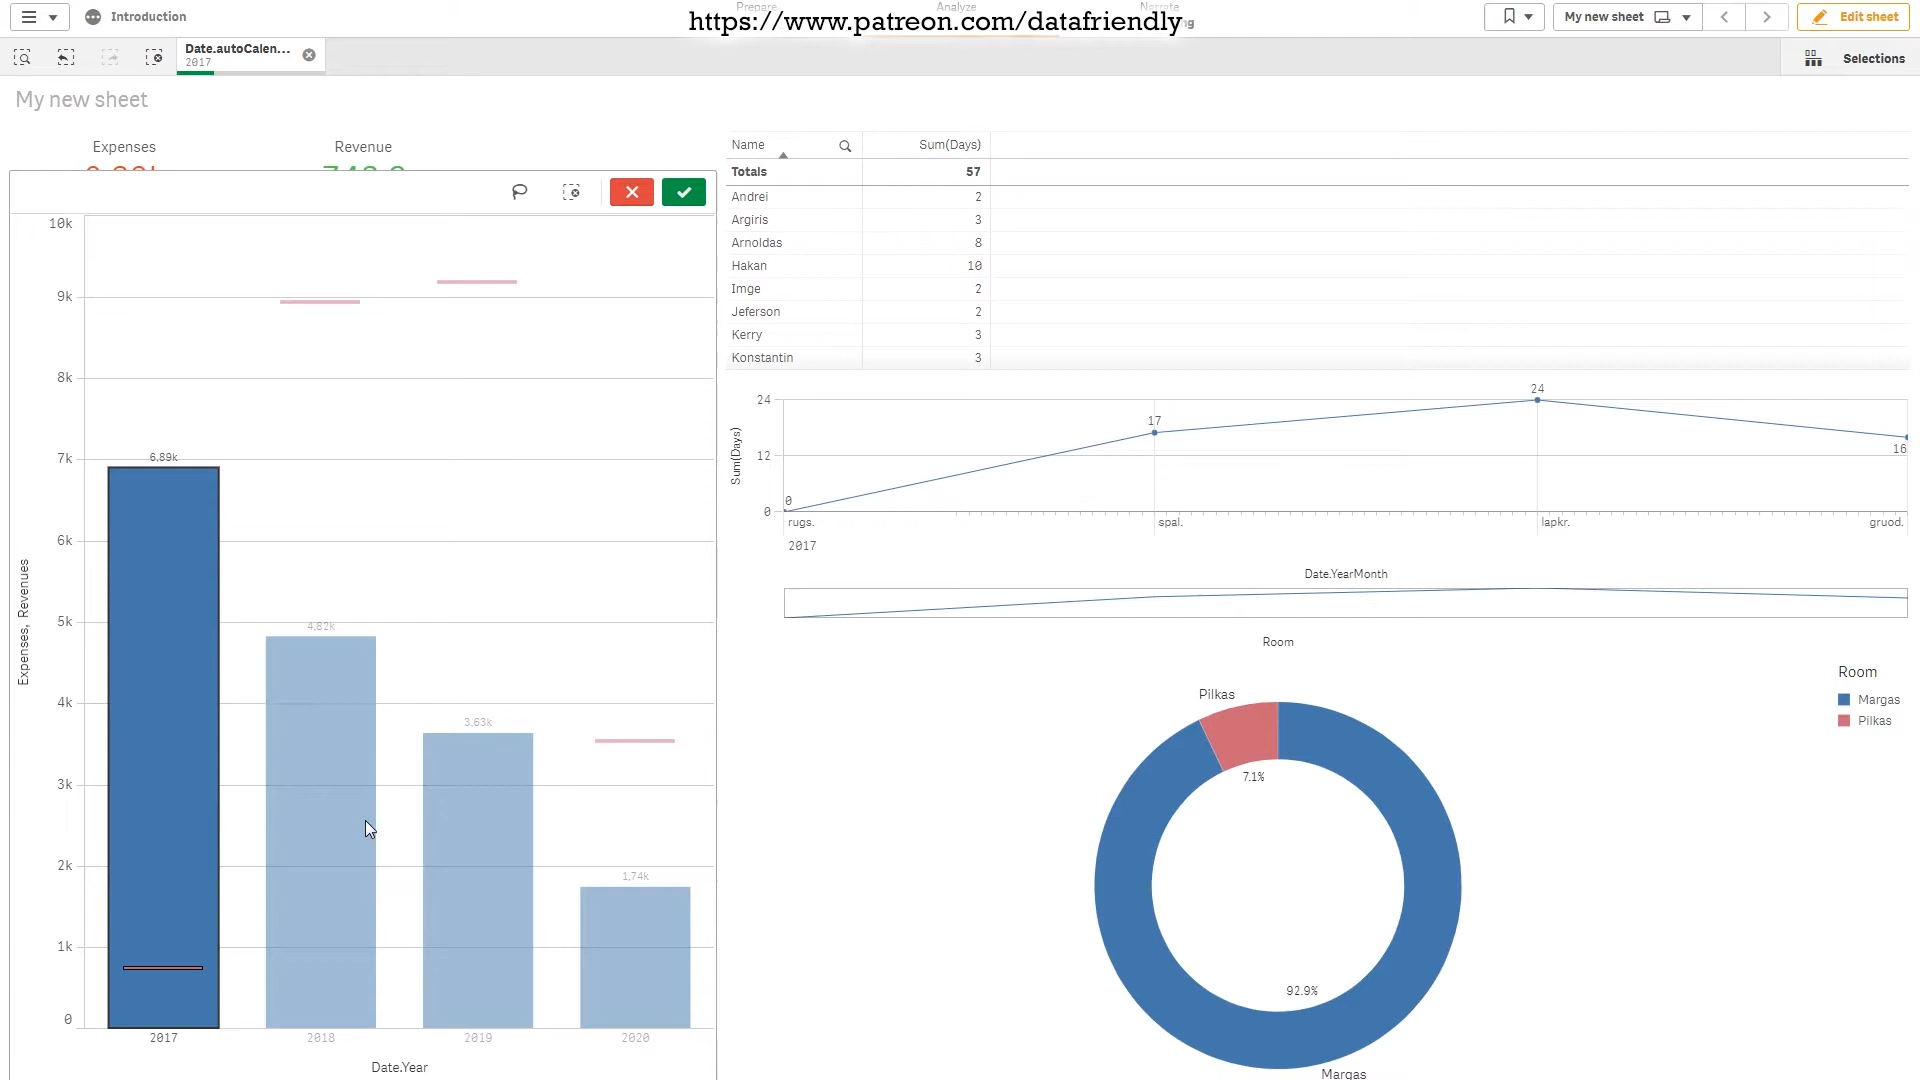 Introduction
Prepare
Analyze
Narrate
https://www.patreon.com/datafriendly
My new sheet
Edit sheet
Date.autoCalen...
2017
Selections
My new sheet
Expenses
Revenue
Name
Sum(Days)
Totals
57
Andrei
2
Argiris
3
Arnoldas
8
Hakan
10
Imge
2
Jeferson
2
Kerry
3
Konstantin
3
10k
9k
8k
7k
6k
5k
4k
3k
2k
1k
0
Expenses, Revenues
6,89k
4,82k
3,63k
1,74k
2017
2018
2019
2020
Date.Year
Sum(Days)
24
12
0
0
17
24
16
rugs.
spal.
lapkr.
gruod.
2017
Date.YearMonth
Room
Pilkas
7.1%
92.9%
Margas
Room
Margas
Pilkas